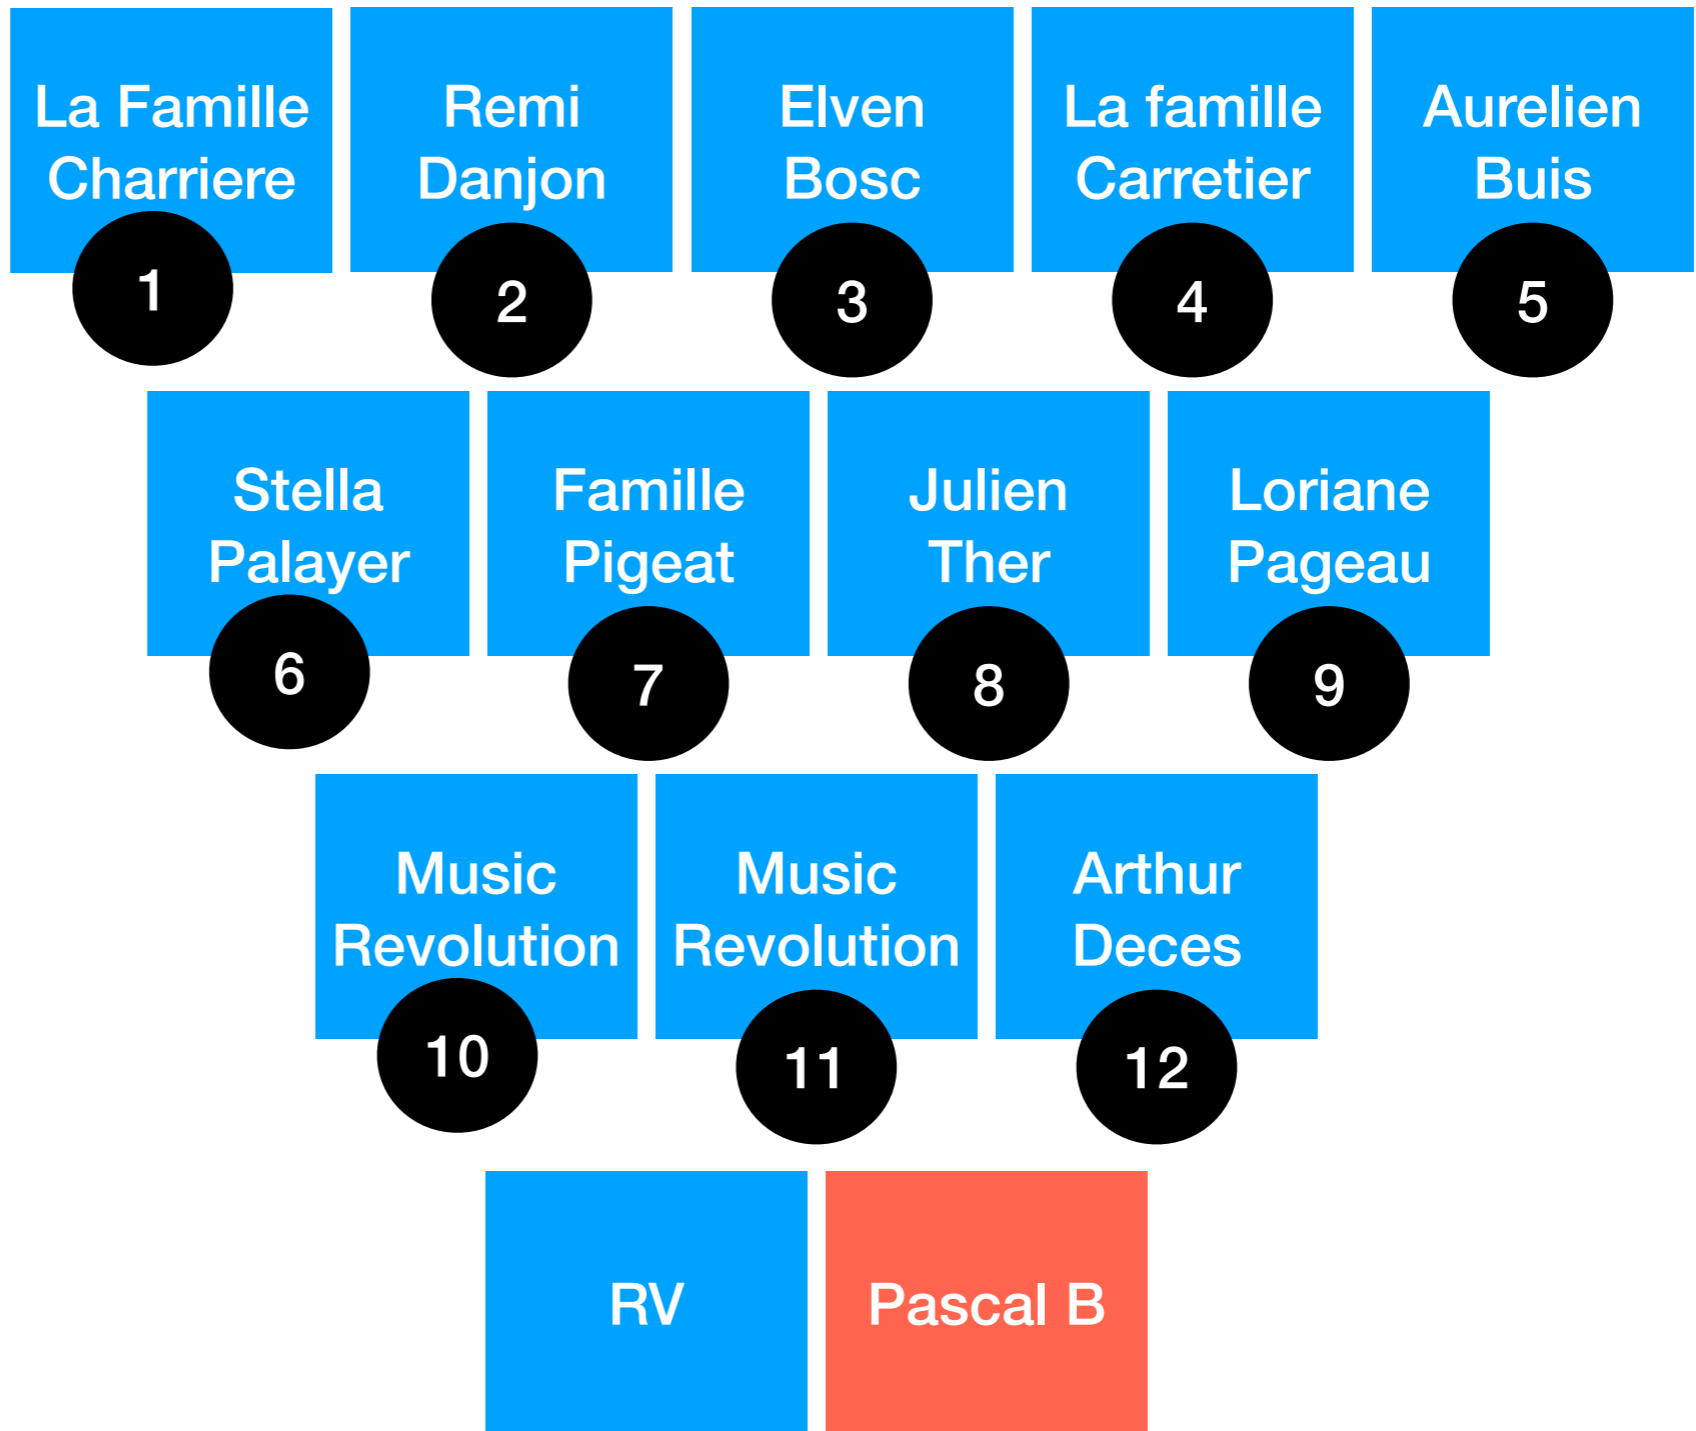 La Famille
Charriere
1
Remi
Danjon
2
Elven
Bosc
3
La famille
Carretier
4
Aurelien
Buis
5
Stella
Palayer
6
Famille
Pigeat
7
Julien
Ther
8
Loriane
Pageau
9
Music
Revolution
10
Music
Revolution
11
Arthur
Deces
12
RV
Pascal B